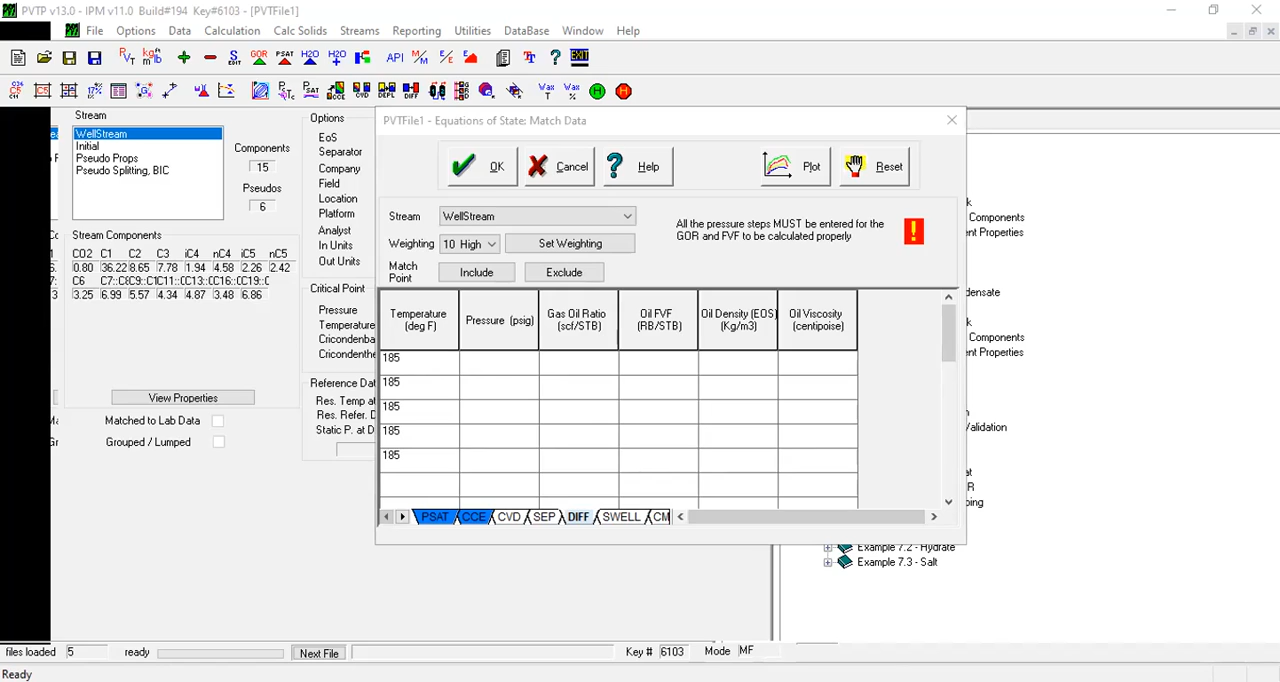 PVTP v13.0 - IPM v11.0 Build#194 Key#6103 - [PVTFile1]
File Options Data Calculation Calc Solids Streams Reporting Utilities DataBase Window Help
Stream
WellStream
Initial
Pseudo Props
Pseudo Splitting, BIC
Components
15
Pseudos
6
Stream Components
CO2 C1 C2 C3 iC4 nC4 iC5 nC5
0.80 36.22 8.65 7.78 1.94 4.58 2.26 2.42
C6 C7::C8 C9::C1 C11::C C13::C C16::C C19::C
3.25 6.99 5.57 4.34 4.87 3.48 6.86
View Properties
Matched to Lab Data
Grouped / Lumped
Options
EoS
Separator
Company
Field
Location
Platform
Analyst
In Units
Out Units
Critical Point
Pressure
Temperature
Cricondenba
Cricondenthe
Reference Dat
Res. Temp at
Res. Refer. D
Static P. at D
PVTFile1 - Equations of State: Match Data
OK Cancel Help Plot Reset
Stream WellStream
Weighting 10 High Set Weighting
Match Point Include Exclude
All the pressure steps MUST be entered for the
GOR and FVF to be calculated properly
Temperature (deg F) Pressure (psig) Gas Oil Ratio (scf/STB) Oil FVF (RB/STB) Oil Density (EOS) (Kg/m3) Oil Viscosity (centipoise)
185
185
185
185
185
PSAT CCE CVD SEP DIFF SWELL CM
omponents
ent Properties
densate
omponents
ent Properties
alidation
Example 7.2 - Hydrate
Example 7.3 - Salt
files loaded 5 ready Next File Key # 6103 Mode MF
Ready